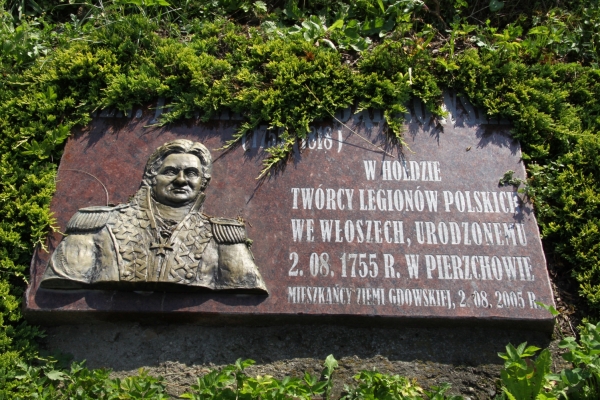 1818 )
W HOŁDZIE
TWÓRCY LEGIONÓW POLSKICH
WE WŁOSZECH, URODZONEMU
2. 08. 1755 R. W PIERZCHOWIE
MIESZKAŃCY ZIEMI GDOWSKIEJ, 2. 08. 2005 R